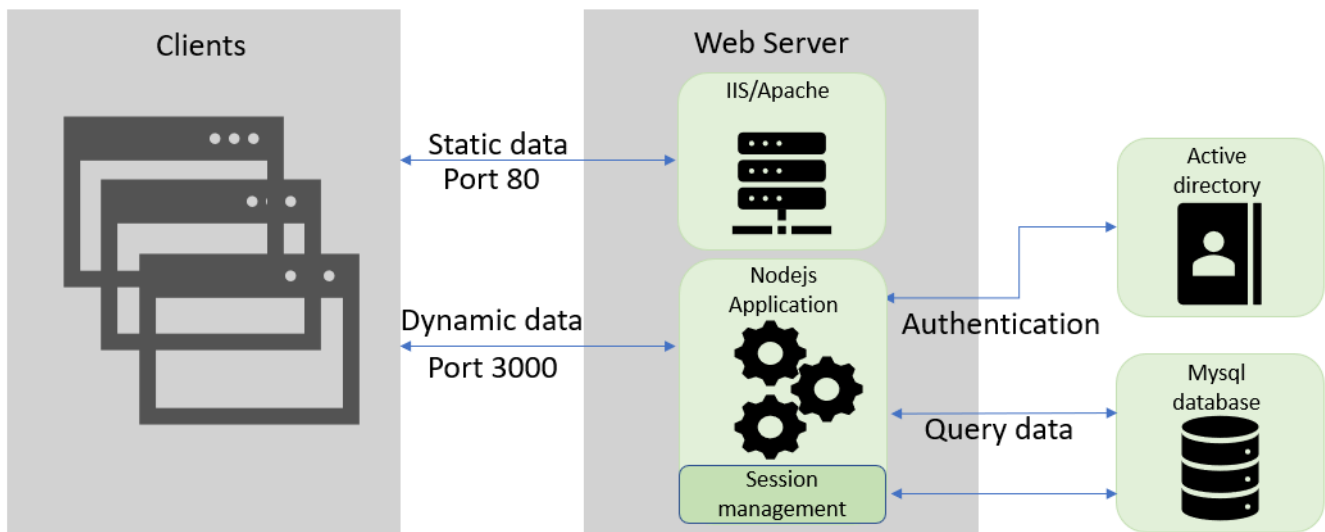 Clients
Web Server
IIS/Apache
Static data
Port 80
Active
directory
Nodejs
Application
Dynamic data
Port 3000
Authentication
Mysql
database
Query data
Session
management